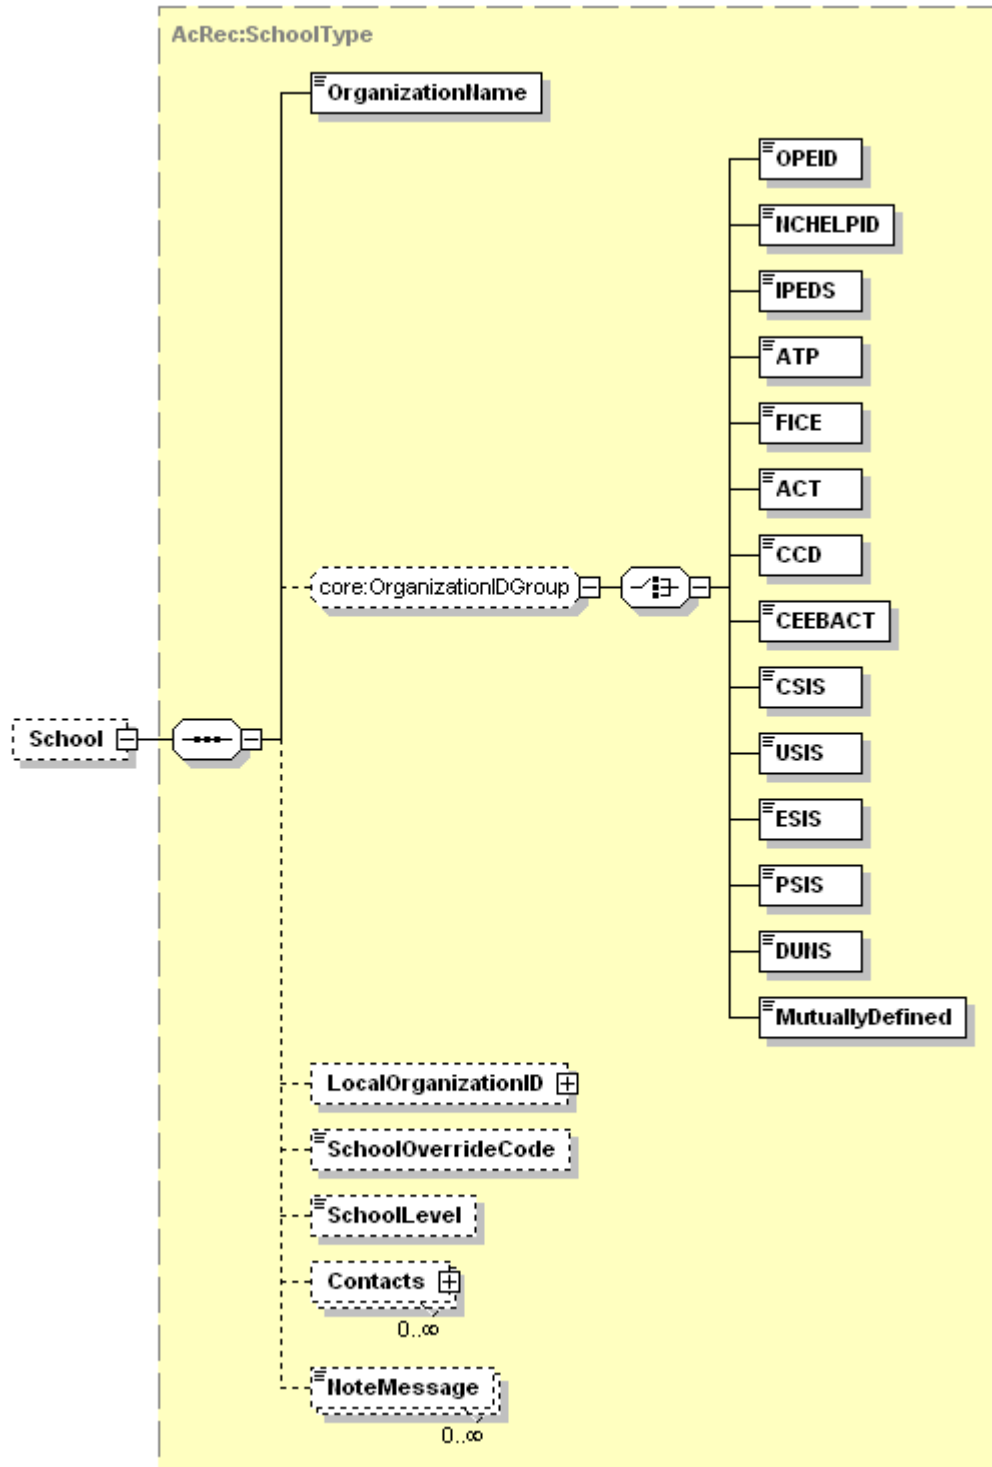 AcRec:SchoolType
OrganizationName
OPEID
NCHELPID
IPEDS
ATP
FICE
ACT
CCD
core:OrganizationIDGroup
CEEBACT
CSIS
School
USIS
ESIS
PSIS
DUNS
MutuallyDefined
LocalOrganizationID
SchoolOverrideCode
SchoolLevel
Contacts
0..∞
NoteMessage
0..∞